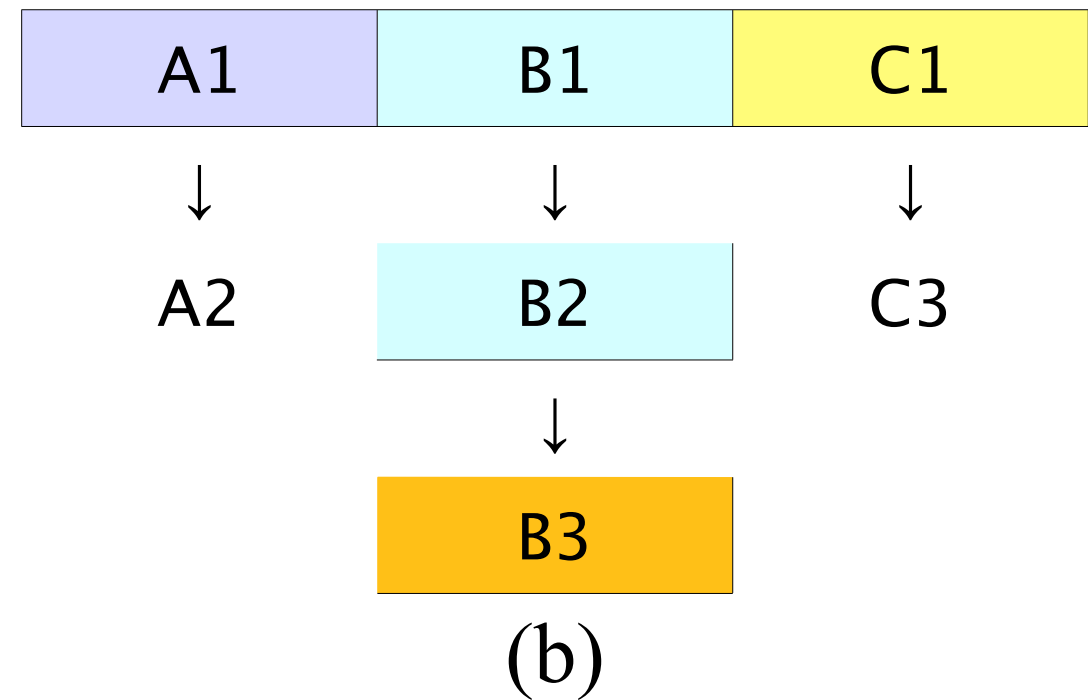 A1 B1 C1
↓ ↓ ↓
A2 B2 C3
↓
B3
(b)